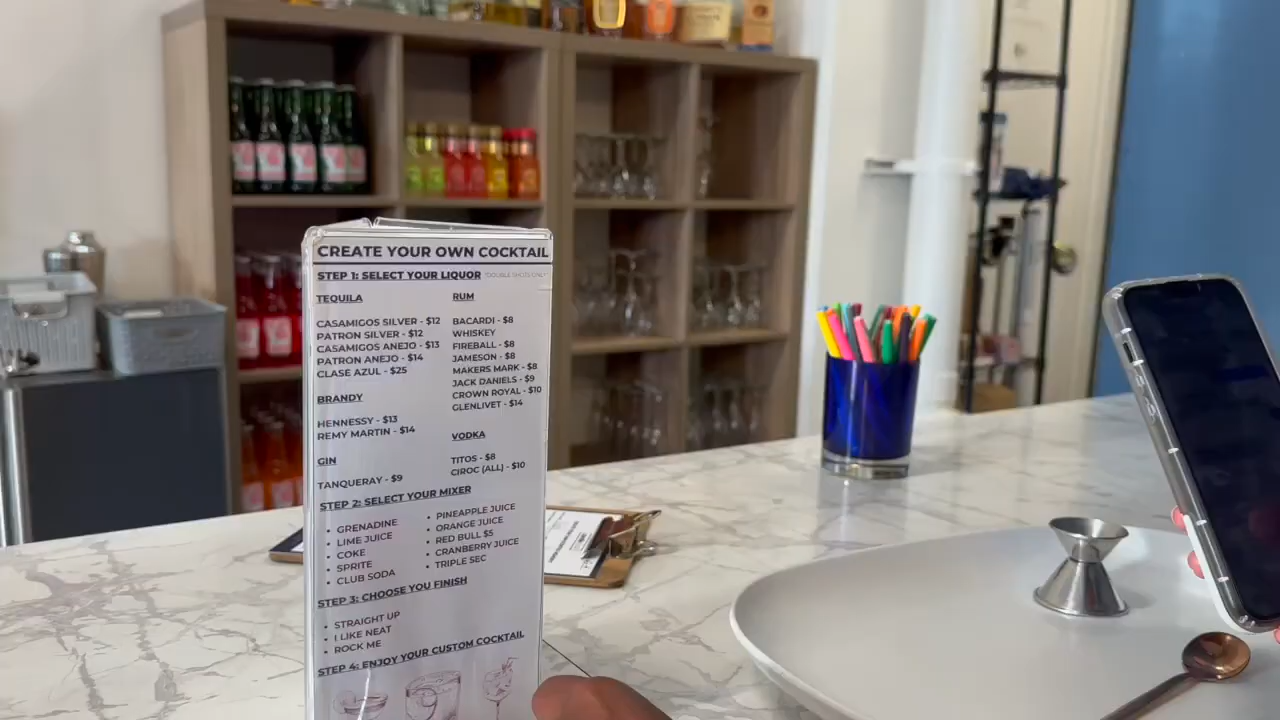 CREATE YOUR OWN COCKTAIL
STEP 1: SELECT YOUR LIQUOR *DOUBLE SHOTS ONLY*
TEQUILA
CASAMIGOS SILVER - $12
PATRON SILVER - $12
CASAMIGOS ANEJO - $13
PATRON ANEJO - $14
CLASE AZUL - $25
BRANDY
HENNESSY - $13
REMY MARTIN - $14
GIN
TANQUERAY - $9
RUM
BACARDI - $8
WHISKEY
FIREBALL - $8
JAMESON - $8
MAKERS MARK - $8
JACK DANIELS - $9
CROWN ROYAL - $10
GLENLIVET - $14
VODKA
TITOS - $8
CIROC (ALL) - $10
STEP 2: SELECT YOUR MIXER
• GRENADINE
• LIME JUICE
• COKE
• SPRITE
• CLUB SODA
• PINEAPPLE JUICE
• ORANGE JUICE
• RED BULL $5
• CRANBERRY JUICE
• TRIPLE SEC
STEP 3: CHOOSE YOU FINISH
• STRAIGHT UP
• I LIKE NEAT
• ROCK ME
STEP 4: ENJOY YOUR CUSTOM COCKTAIL